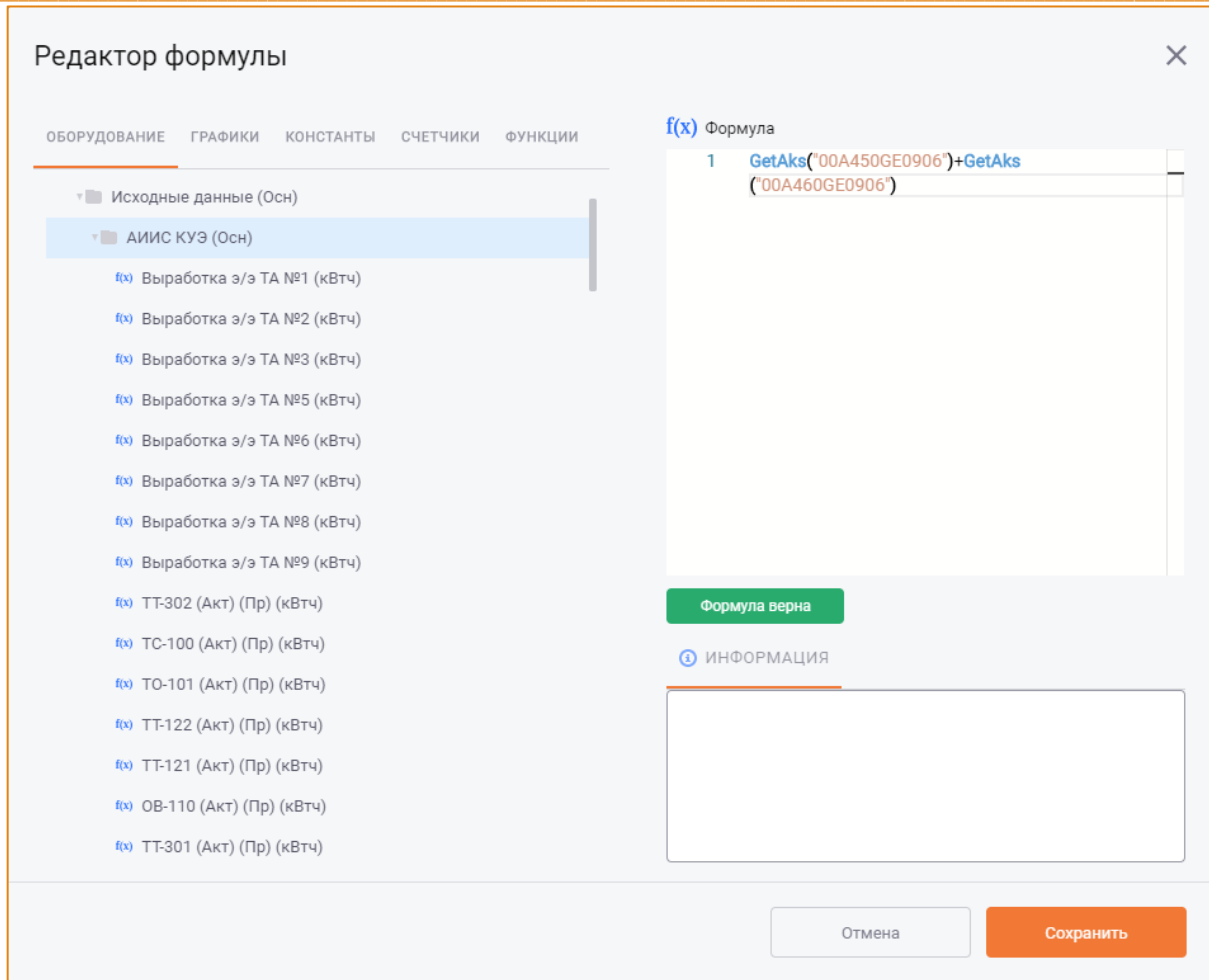 Редактор формулы
ОБОРУДОВАНИЕ ГРАФИКИ КОНСТАНТЫ СЧЕТЧИКИ ФУНКЦИИ
Исходные данные (Осн)
АИИС КУЭ (Осн)
f(x) Выработка э/э ТА №1 (кВтч)
f(x) Выработка э/э ТА №2 (кВтч)
f(x) Выработка э/э ТА №3 (кВтч)
f(x) Выработка э/э ТА №5 (кВтч)
f(x) Выработка э/э ТА №6 (кВтч)
f(x) Выработка э/э ТА №7 (кВтч)
f(x) Выработка э/э ТА №8 (кВтч)
f(x) Выработка э/э ТА №9 (кВтч)
f(x) ТТ-302 (Акт) (Пр) (кВтч)
f(x) ТС-100 (Акт) (Пр) (кВтч)
f(x) ТО-101 (Акт) (Пр) (кВтч)
f(x) ТТ-122 (Акт) (Пр) (кВтч)
f(x) ТТ-121 (Акт) (Пр) (кВтч)
f(x) ОВ-110 (Акт) (Пр) (кВтч)
f(x) ТТ-301 (Акт) (Пр) (кВтч)
f(x) Формула
1 GetAks("00A450GE0906")+GetAks
("00A460GE0906")
Формула верна
ИНФОРМАЦИЯ
Отмена
Сохранить